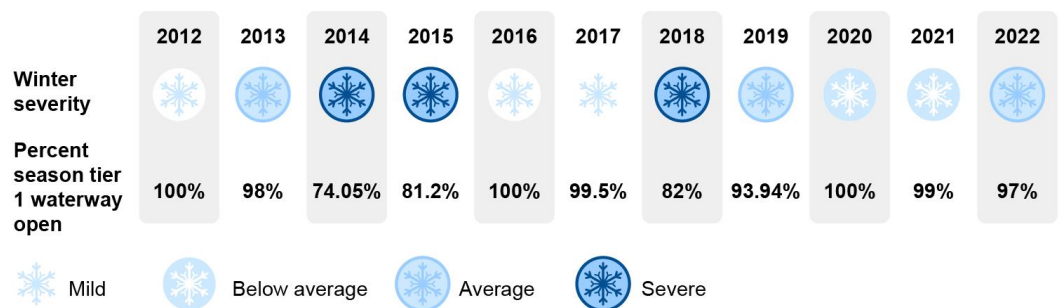 2012 2013 2014 2015 2016 2017 2018 2019 2020 2021 2022
Winter
severity
Percent
season tier
1 waterway
open
100% 98% 74.05% 81.2% 100% 99.5% 82% 93.94% 100% 99% 97%
Mild Below average Average Severe